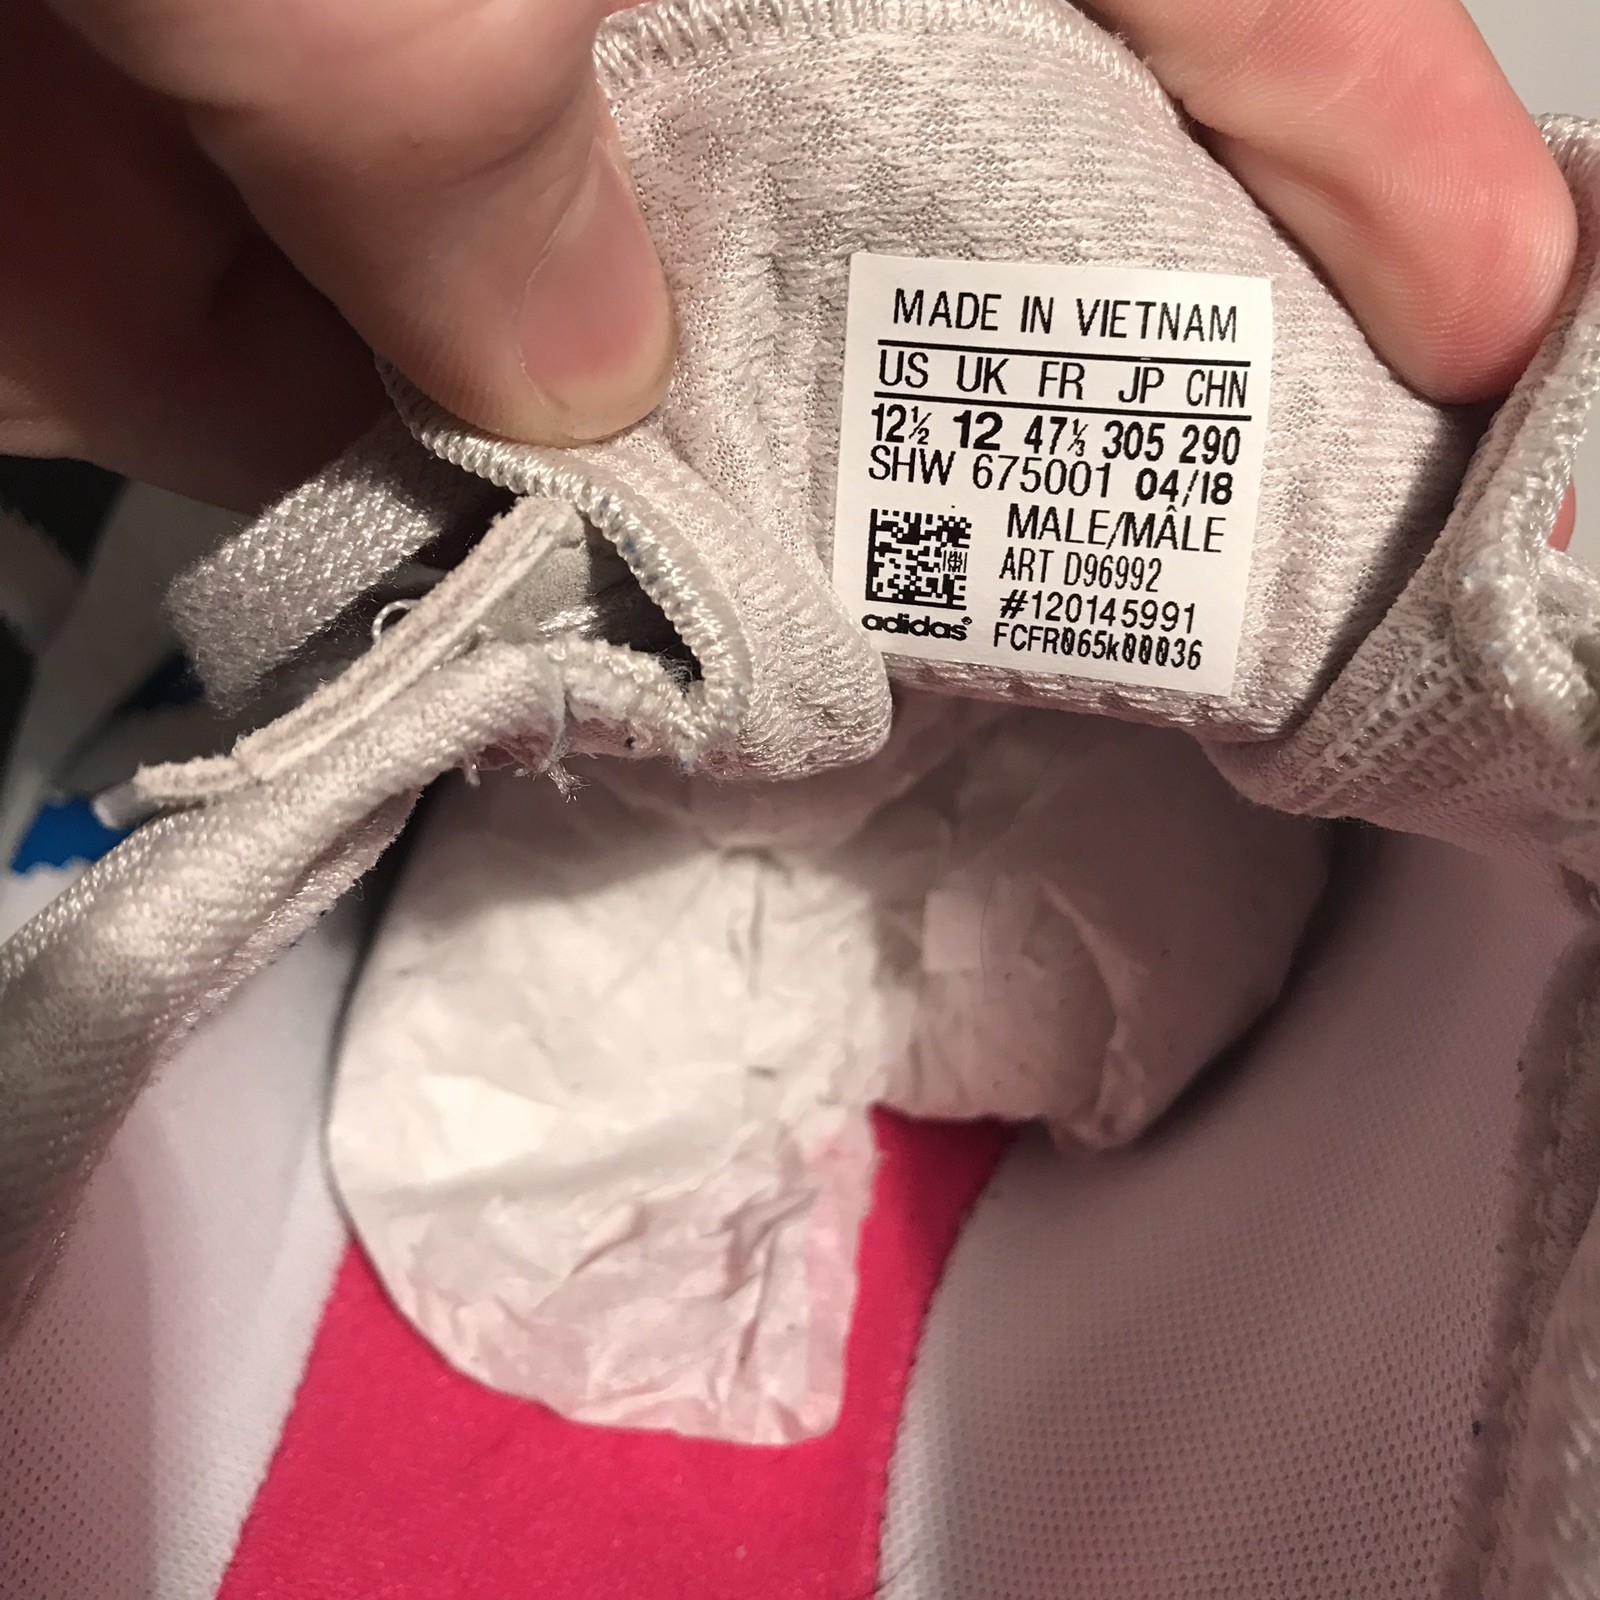 MADE IN VIETNAM
US UK FR JP CHN
12½ 12 47⅓ 305 290
SHW 675001 04/18
MALE/MÂLE
ART D96992
#120145991
adidas® FCFR065k00036